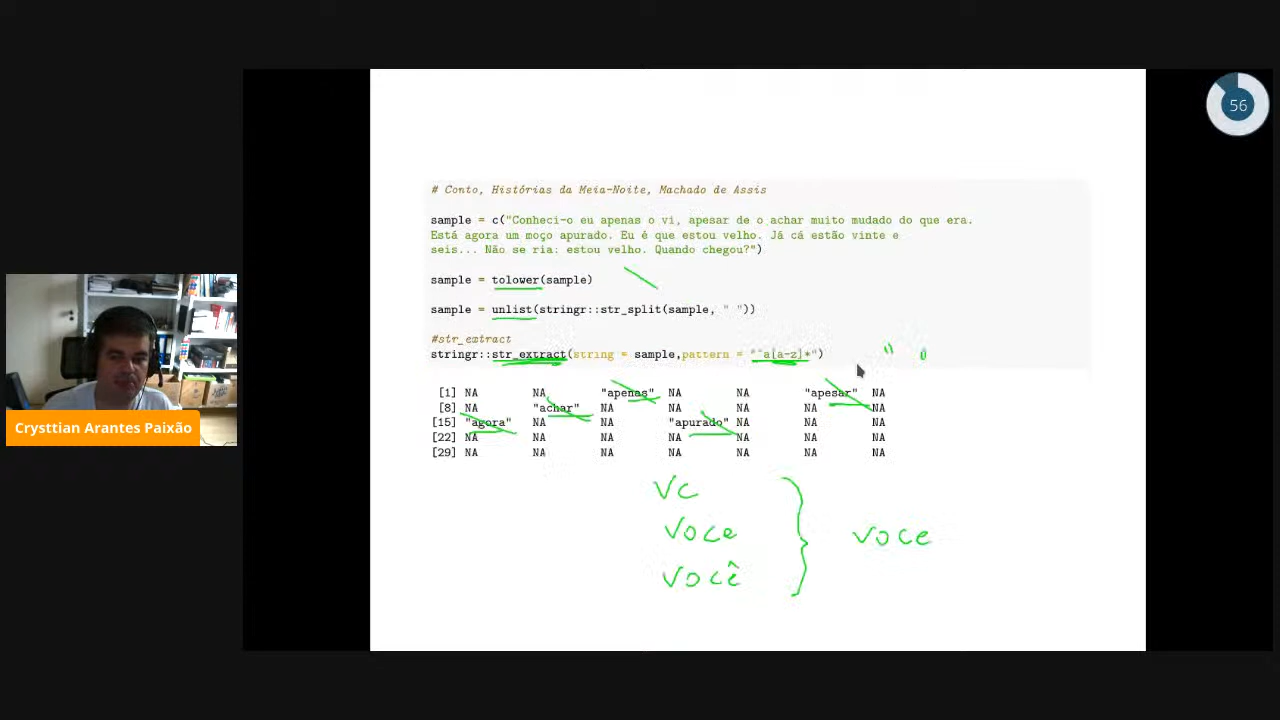 56
# Conto, Histórias da Meia-Noite, Machado de Assis
sample = c("Conheci-o eu apenas o vi, apesar de o achar muito mudado do que era.
Está agora um moço apurado. Eu é que estou velho. Já cá estão vinte e
seis... Não se ria: estou velho. Quando chegou?")
sample = tolower(sample)
sample = unlist(stringr::str_split(sample, " "))
#str_extract
stringr::str_extract(string = sample,pattern = "^a[a-z]+")
[1] NA NA "apenas" NA NA "apesar" NA
[8] NA "achar" NA NA NA NA NA
[15] "agora" NA NA "apurado" NA NA NA
[22] NA NA NA NA NA NA NA
[29] NA NA NA NA NA NA NA
vc
voce
você
voce
Crysttian Arantes Paixão